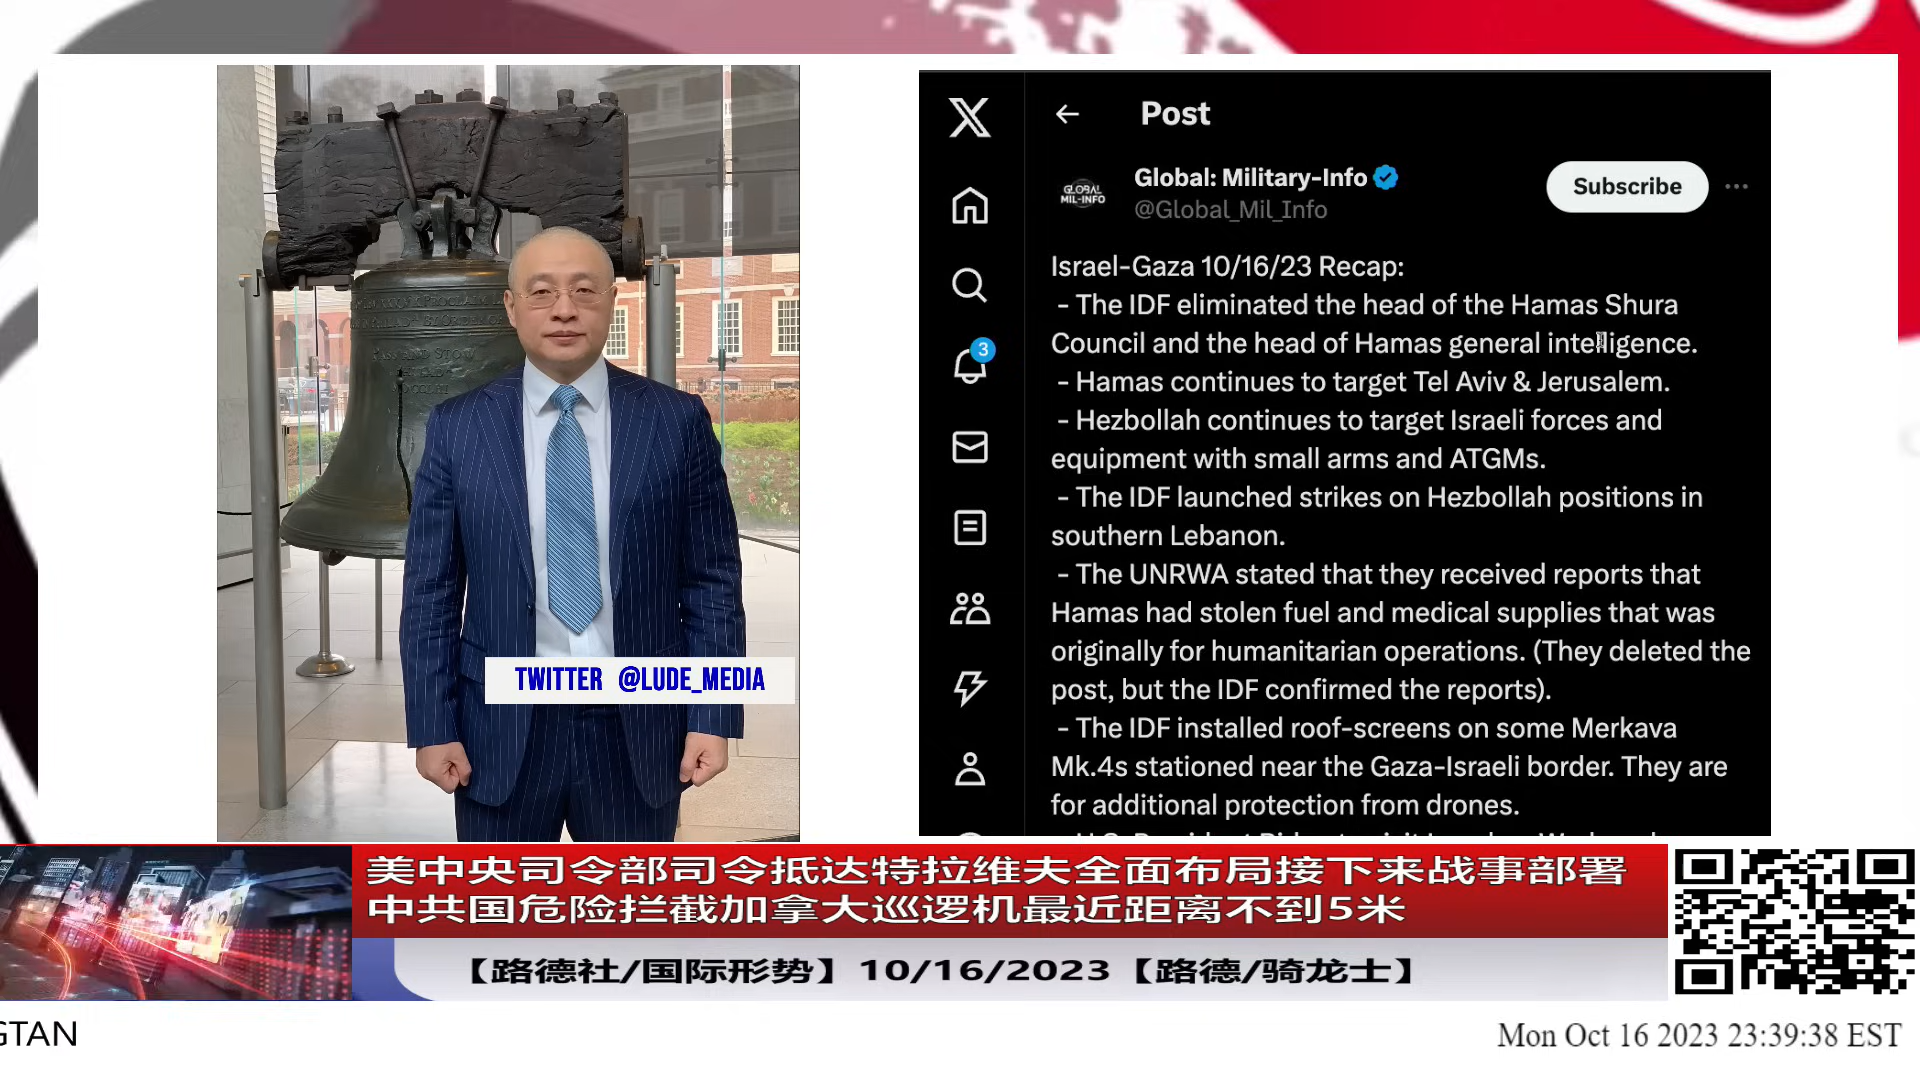 PASS AND STOW
TWITTER @LUDE_MEDIA
Post
GLOBAL
MIL-INFO
Global: Military-Info
@Global_Mil_Info
Subscribe
3
Israel-Gaza 10/16/23 Recap:
- The IDF eliminated the head of the Hamas Shura
Council and the head of Hamas general intelligence.
- Hamas continues to target Tel Aviv & Jerusalem.
- Hezbollah continues to target Israeli forces and
equipment with small arms and ATGMs.
- The IDF launched strikes on Hezbollah positions in
southern Lebanon.
- The UNRWA stated that they received reports that
Hamas had stolen fuel and medical supplies that was
originally for humanitarian operations. (They deleted the
post, but the IDF confirmed the reports).
- The IDF installed roof-screens on some Merkava
Mk.4s stationed near the Gaza-Israeli border. They are
for additional protection from drones.
美中央司令部司令抵达特拉维夫全面布局接下来战事部署
中共国危险拦截加拿大巡逻机最近距离不到5米
【路德社/国际形势】10/16/2023【路德/骑龙士】
GTAN
Mon Oct 16 2023 23:39:38 EST